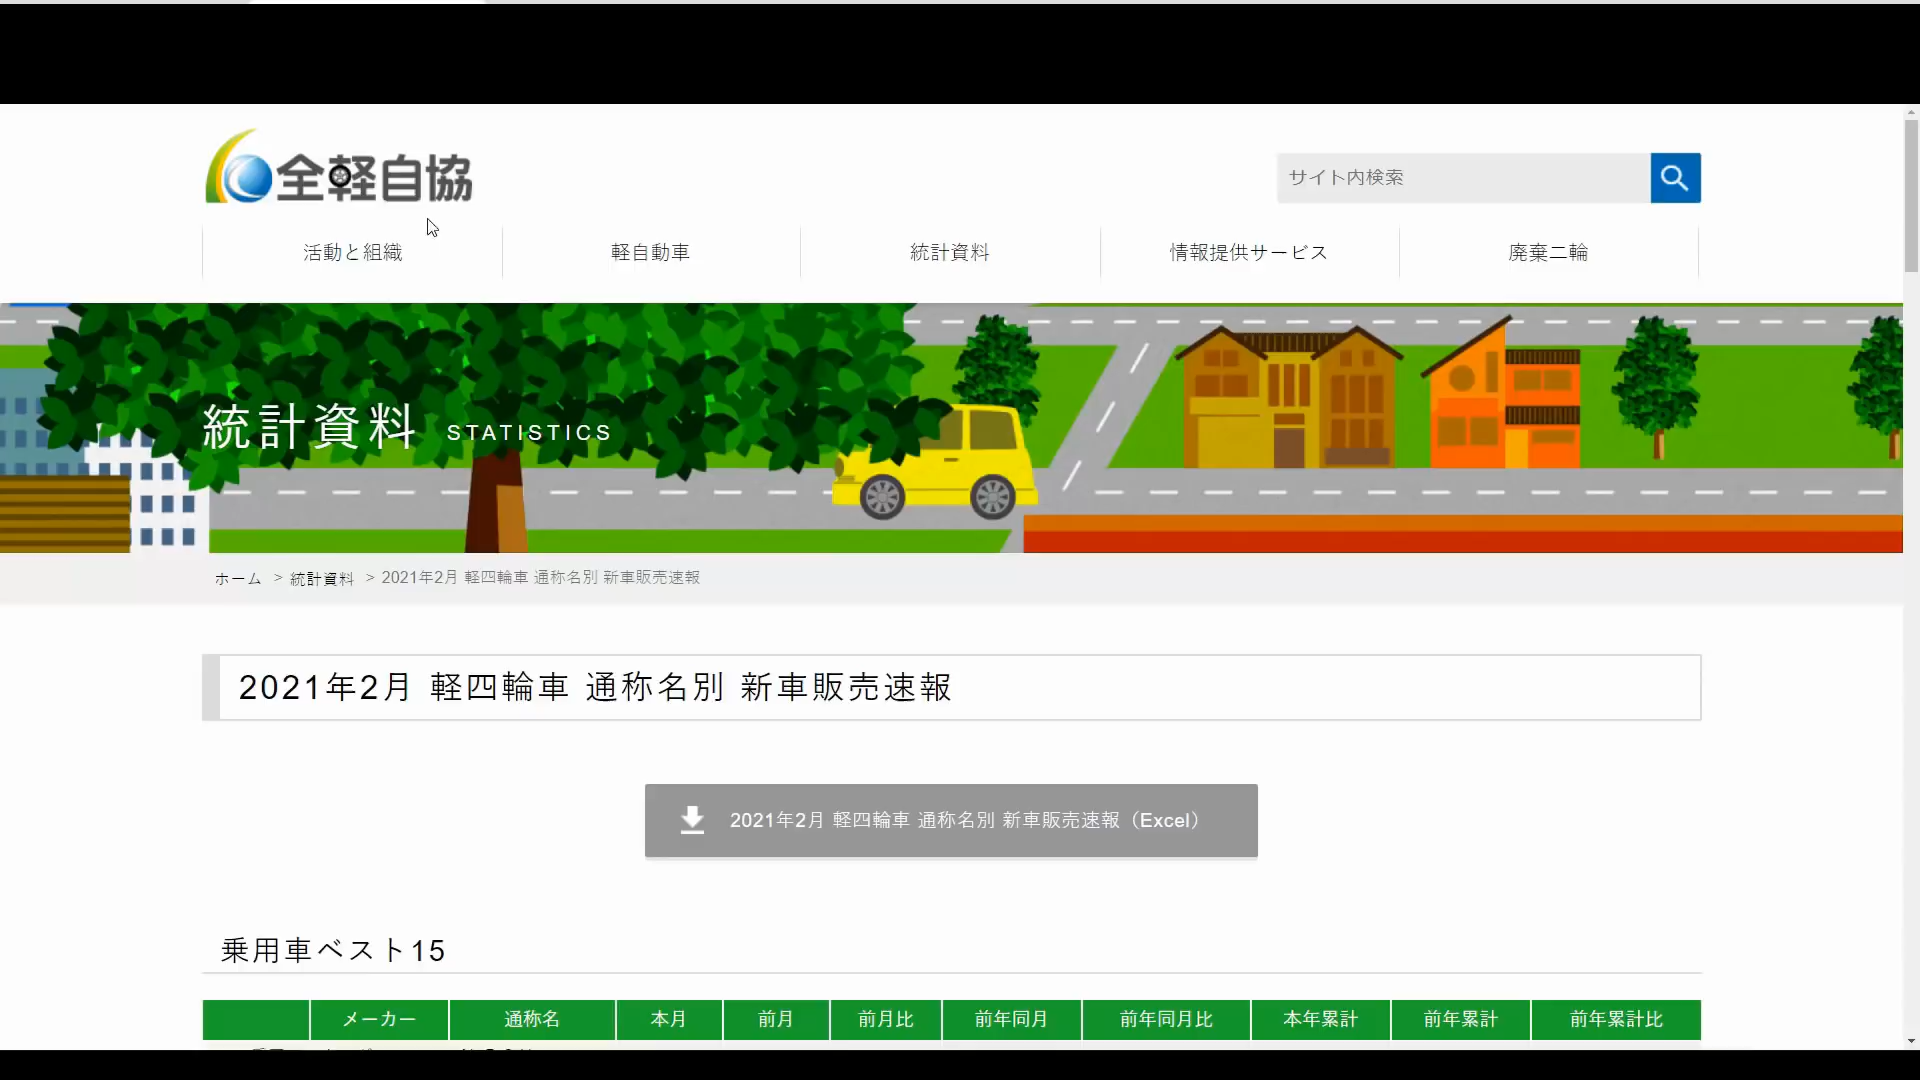 全軽自協
サイト内検索
活動と組織 軽自動車 統計資料 情報提供サービス 廃棄二輪
統計資料 STATISTICS
ホーム > 統計資料 > 2021年2月 軽四輪車 通称名別 新車販売速報
2021年2月 軽四輪車 通称名別 新車販売速報
2021年2月 軽四輪車 通称名別 新車販売速報（Excel）
乗用車ベスト15
メーカー 通称名 本月 前月 前月比 前年同月 前年同月比 本年累計 前年累計 前年累計比